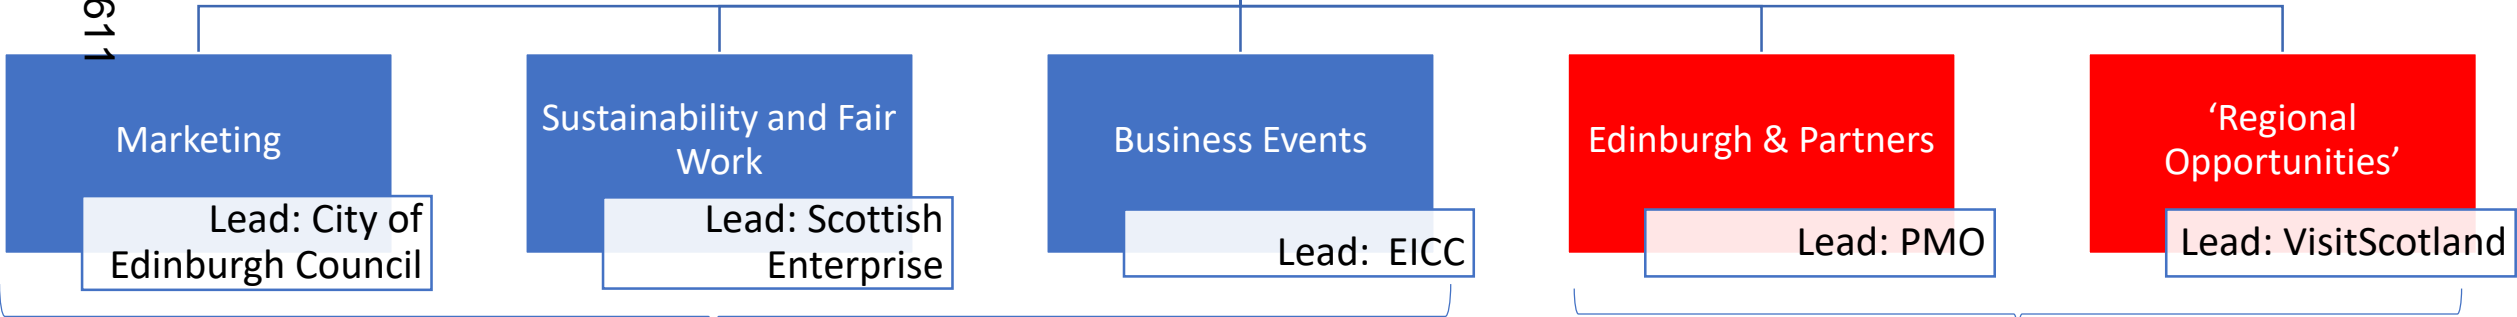 611
Marketing
Lead: City of
Edinburgh Council
Sustainability and Fair
Work
Lead: Scottish
Enterprise
Business Events
Lead: EICC
Edinburgh & Partners
Lead: PMO
‘Regional
Opportunities’
Lead: VisitScotland